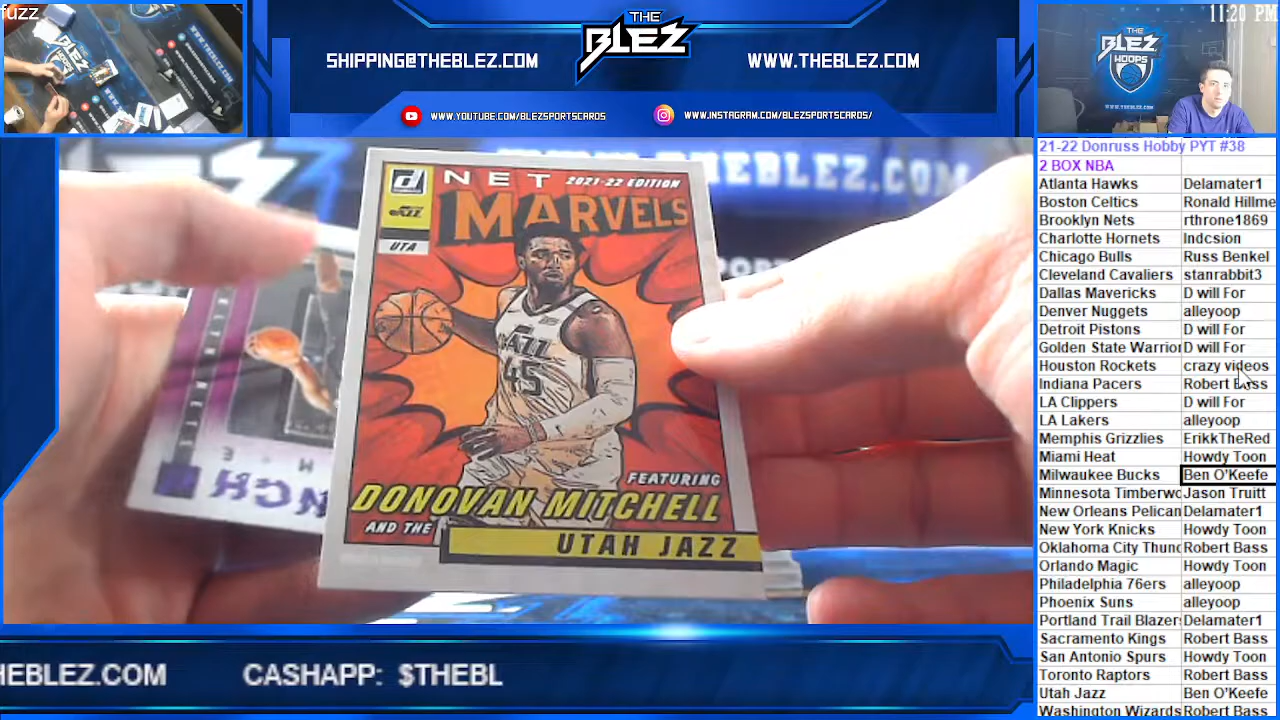 fuzz
THE
BLEZ
SHIPPING@THEBLEZ.COM
WWW.THEBLEZ.COM
WWW.YOUTUBE.COM/BLEZSPORTSCARDS
WWW.INSTAGRAM.COM/BLEZSPORTSCARDS/
11:20 PM
THE
BLEZ
HOOPS
21-22 Donruss Hobby PYT #38
2 BOX NBA
Atlanta Hawks Delamater1
Boston Celtics Ronald Hillme
Brooklyn Nets rthrone1869
Charlotte Hornets Indcsion
Chicago Bulls Russ Benkel
Cleveland Cavaliers stanrabbit3
Dallas Mavericks D will For
Denver Nuggets alleyoop
Detroit Pistons D will For
Golden State Warrior D will For
Houston Rockets crazy videos
Indiana Pacers Robert Bass
LA Clippers D will For
LA Lakers alleyoop
Memphis Grizzlies ErikkTheRed
Miami Heat Howdy Toon
Milwaukee Bucks Ben O'Keefe
Minnesota Timberwo Jason Truitt
New Orleans Pelican Delamater1
New York Knicks Howdy Toon
Oklahoma City Thund Robert Bass
Orlando Magic Howdy Toon
Philadelphia 76ers alleyoop
Phoenix Suns alleyoop
Portland Trail Blazers Delamater1
Sacramento Kings Robert Bass
San Antonio Spurs Howdy Toon
Toronto Raptors Robert Bass
Utah Jazz Ben O'Keefe
Washington Wizards Robert Bass
BLEZ.COM
NET 2021-22 EDITION
MARVELS
JAZZ
UTA
JAZZ
45
FEATURING
DONOVAN MITCHELL
AND THE
UTAH JAZZ
HEBLEZ.COM CASHAPP: $THEBL